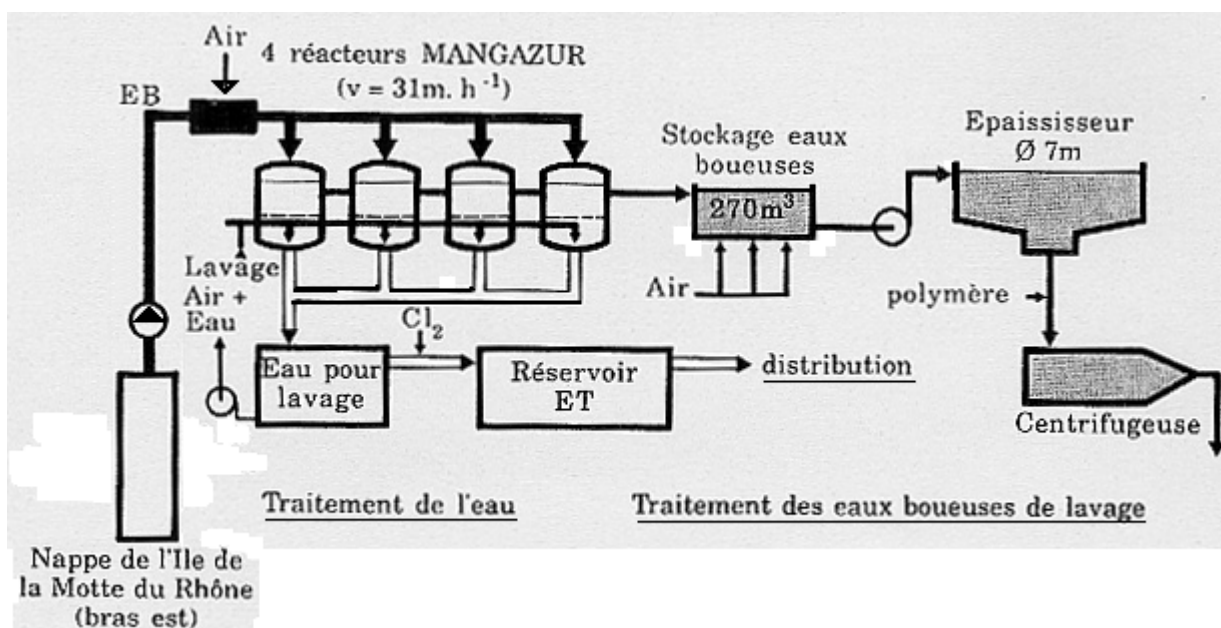 Air
4 réacteurs MANGAZUR
(v = 31m. h⁻¹)
EB
Stockage eaux
boueuses
270m³
Epaississeur
Ø 7m
Lavage
Air +
Eau
Air
polymère
Cl₂
Eau pour
lavage
Réservoir
ET
distribution
Centrifugeuse
Traitement de l'eau
Traitement des eaux boueuses de lavage
Nappe de l'Ile de
la Motte du Rhône
(bras est)